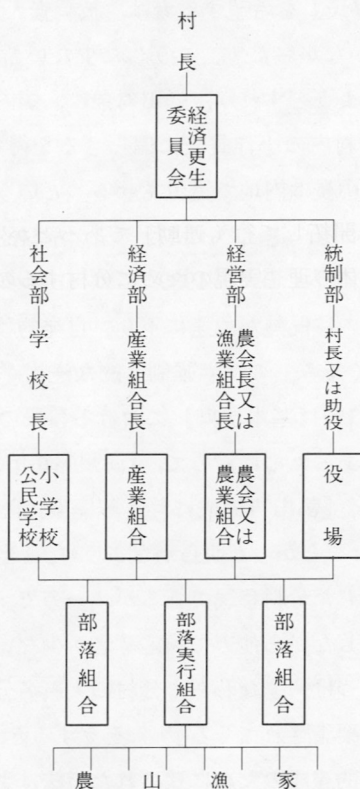 村長
経済更生
委員会
統制部 村長又は助役
役場
経営部 農会長又は
漁業組合長
農会又は
農業組合
経済部 産業組合長
産業組合
社会部 学校長
小学校
公民学校
部落組合
部落実行組合
部落組合
農山漁家